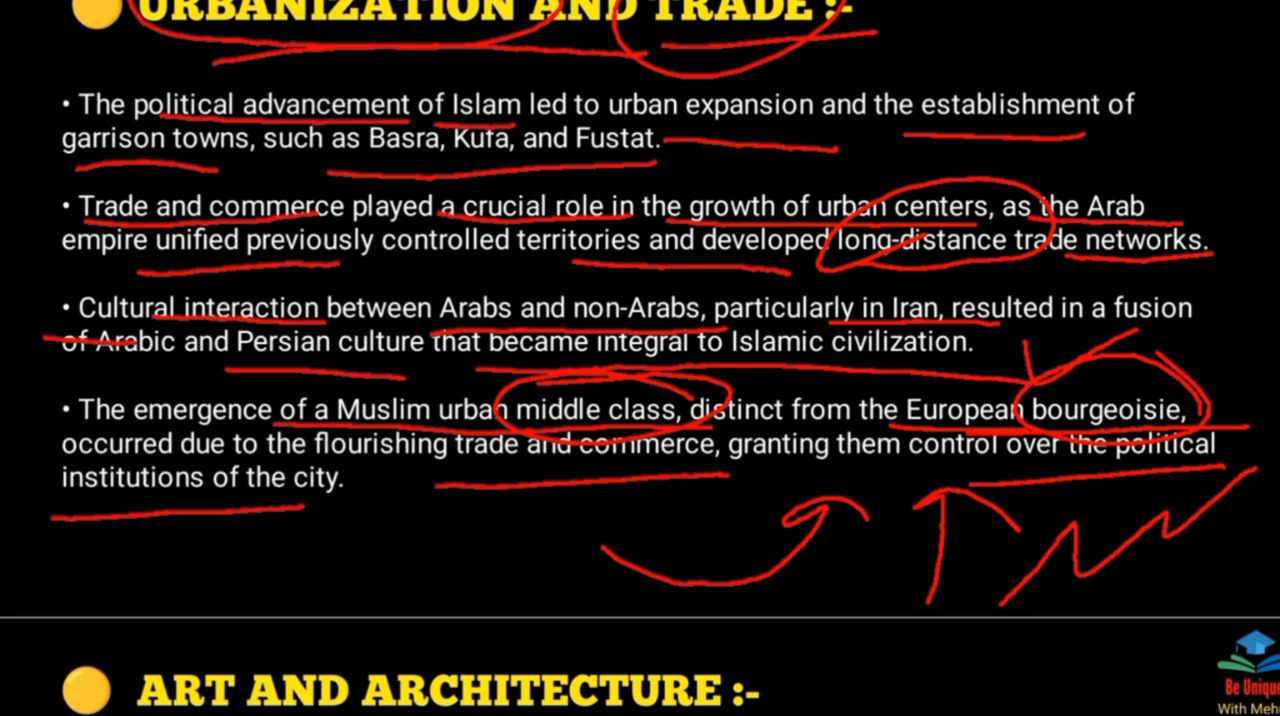 URBANIZATION AND TRADE :-
• The political advancement of Islam led to urban expansion and the establishment of
garrison towns, such as Basra, Kufa, and Fustat.
• Trade and commerce played a crucial role in the growth of urban centers, as the Arab
empire unified previously controlled territories and developed long-distance trade networks.
• Cultural interaction between Arabs and non-Arabs, particularly in Iran, resulted in a fusion
of Arabic and Persian culture that became integral to Islamic civilization.
• The emergence of a Muslim urban middle class, distinct from the European bourgeoisie,
occurred due to the flourishing trade and commerce, granting them control over the political
institutions of the city.
ART AND ARCHITECTURE :-
Be Uniqu
With Meh